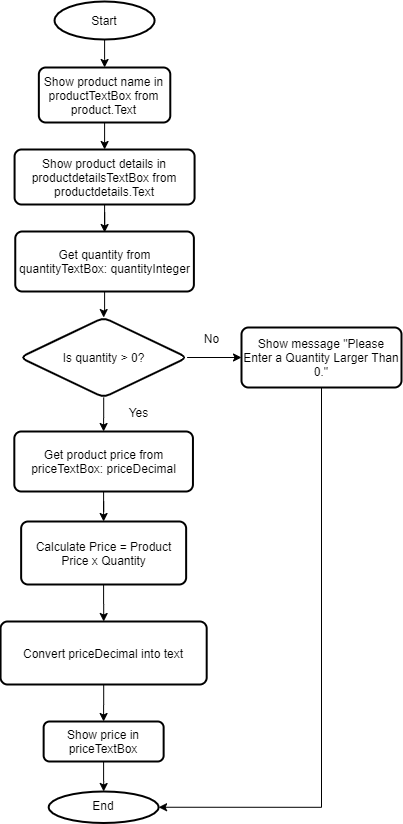 Start
Show product name in
productTextBox from
product.Text
Show product details in
productdetailsTextBox from
productdetails.Text
Get quantity from
quantityTextBox: quantityInteger
Is quantity > 0?
No
Show message "Please
Enter a Quantity Larger Than
0."
Yes
Get product price from
priceTextBox: priceDecimal
Calculate Price = Product
Price x Quantity
Convert priceDecimal into text
Show price in
priceTextBox
End